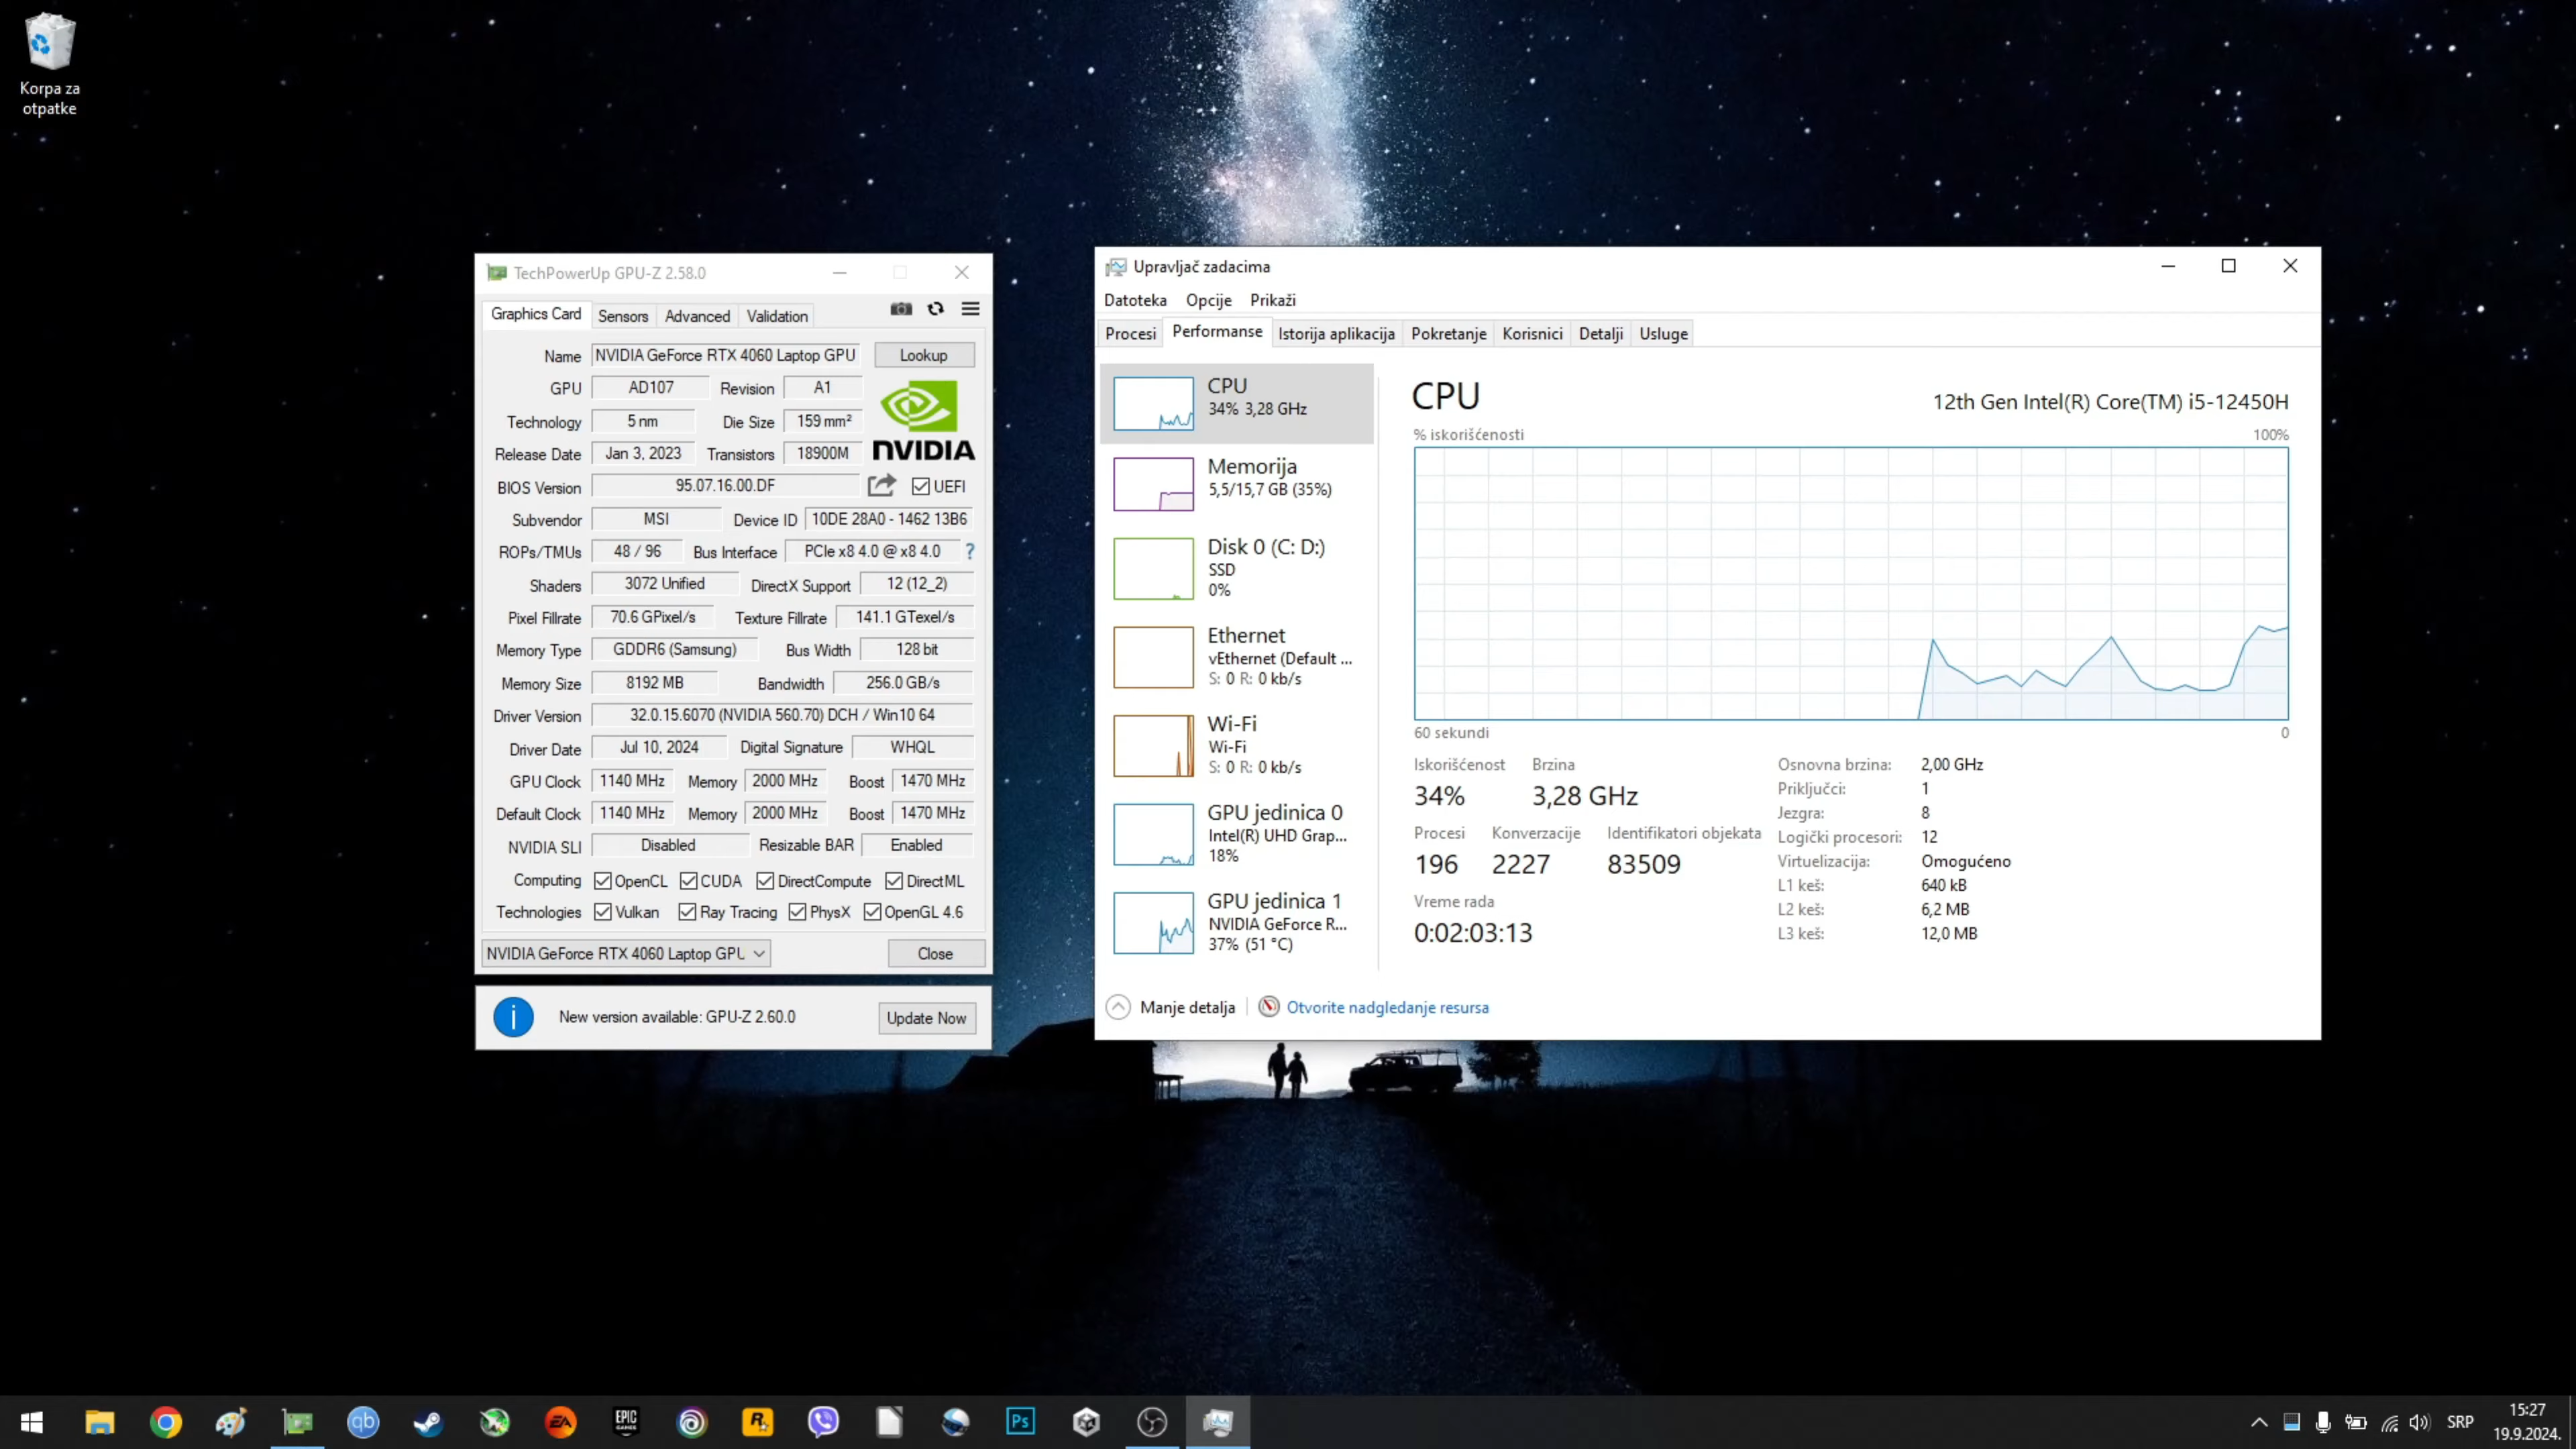 Korpa za
otpatke
TechPowerUp GPU-Z 2.58.0
Graphics Card Sensors Advanced Validation
Name NVIDIA GeForce RTX 4060 Laptop GPU Lookup
GPU AD107 Revision A1
Technology 5 nm Die Size 159 mm²
Release Date Jan 3, 2023 Transistors 18900M
NVIDIA
BIOS Version 95.07.16.00.DF UEFI
Subvendor MSI Device ID 10DE 28A0 - 1462 13B6
ROPs/TMUs 48 / 96 Bus Interface PCIe x8 4.0 @ x8 4.0 ?
Shaders 3072 Unified DirectX Support 12 (12_2)
Pixel Fillrate 70.6 GPixel/s Texture Fillrate 141.1 GTexel/s
Memory Type GDDR6 (Samsung) Bus Width 128 bit
Memory Size 8192 MB Bandwidth 256.0 GB/s
Driver Version 32.0.15.6070 (NVIDIA 560.70) DCH / Win10 64
Driver Date Jul 10, 2024 Digital Signature WHQL
GPU Clock 1140 MHz Memory 2000 MHz Boost 1470 MHz
Default Clock 1140 MHz Memory 2000 MHz Boost 1470 MHz
NVIDIA SLI Disabled Resizable BAR Enabled
Computing OpenCL CUDA DirectCompute DirectML
Technologies Vulkan Ray Tracing PhysX OpenGL 4.6
NVIDIA GeForce RTX 4060 Laptop GPU Close
New version available: GPU-Z 2.60.0 Update Now
Upravljač zadacima
Datoteka Opcije Prikaži
Procesi Performanse Istorija aplikacija Pokretanje Korisnici Detalji Usluge
CPU
34% 3,28 GHz
Memorija
5,5/15,7 GB (35%)
Disk 0 (C: D:)
SSD
0%
Ethernet
vEthernet (Default ...
S: 0 R: 0 kb/s
Wi-Fi
Wi-Fi
S: 0 R: 0 kb/s
GPU jedinica 0
Intel(R) UHD Grap...
18%
GPU jedinica 1
NVIDIA GeForce R...
37% (51 °C)
CPU 12th Gen Intel(R) Core(TM) i5-12450H
% iskorišćenosti 100%
60 sekundi 0
Iskorišćenost Brzina
34% 3,28 GHz
Procesi Konverzacije Identifikatori objekata
196 2227 83509
Vreme rada
0:02:03:13
Osnovna brzina: 2,00 GHz
Priključci: 1
Jezgra: 8
Logički procesori: 12
Virtuelizacija: Omogućeno
L1 keš: 640 kB
L2 keš: 6,2 MB
L3 keš: 12,0 MB
Manje detalja Otvorite nadgledanje resursa
qb EA EPIC GAMES R Ps
SRP
15:27
19.9.2024.